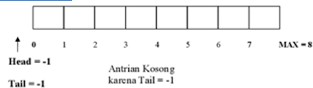 0 1 2 3 4 5 6 7 MAX = 8
Head = -1
Antrian Kosong
karena Tail = -1
Tail = -1